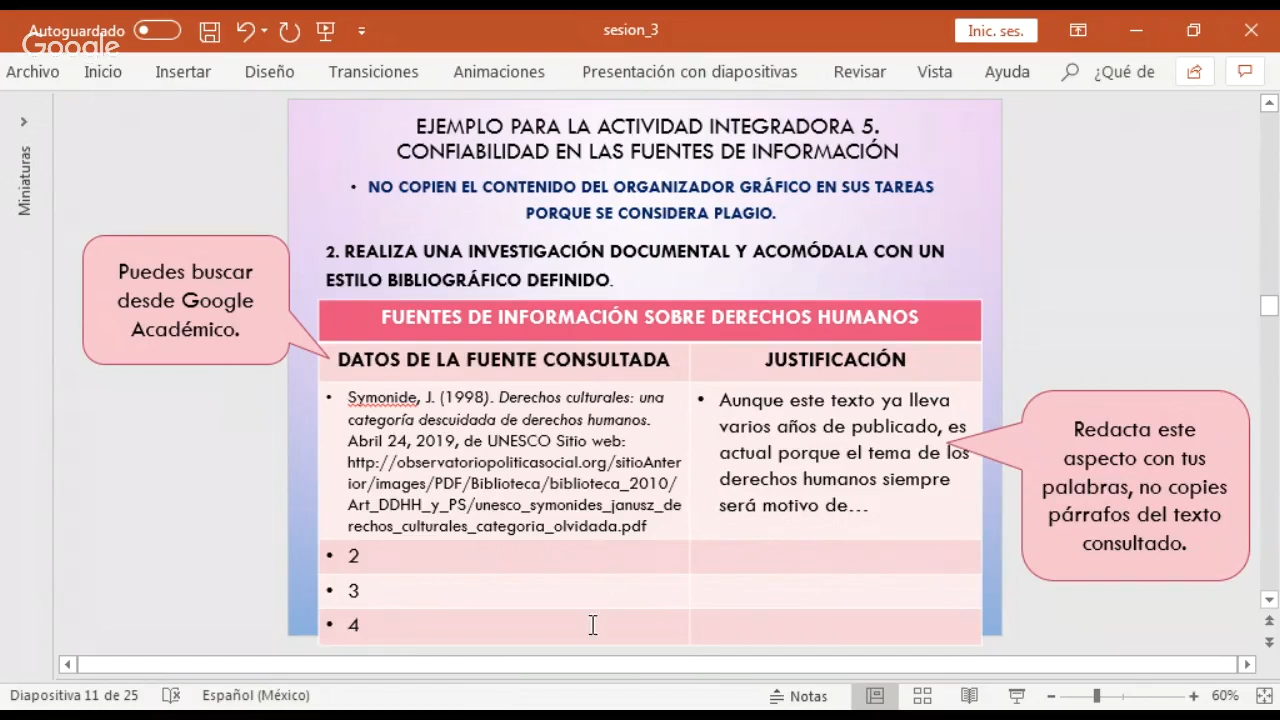 Autoguardado
Google
sesion_3
Inic. ses.
Archivo
Inicio
Insertar
Diseño
Transiciones
Animaciones
Presentación con diapositivas
Revisar
Vista
Ayuda
¿Qué de
Miniaturas
EJEMPLO PARA LA ACTIVIDAD INTEGRADORA 5.
CONFIABILIDAD EN LAS FUENTES DE INFORMACIÓN
• NO COPIEN EL CONTENIDO DEL ORGANIZADOR GRÁFICO EN SUS TAREAS
PORQUE SE CONSIDERA PLAGIO.
2. REALIZA UNA INVESTIGACIÓN DOCUMENTAL Y ACOMÓDALA CON UN
ESTILO BIBLIOGRÁFICO DEFINIDO.
Puedes buscar
desde Google
Académico.
FUENTES DE INFORMACIÓN SOBRE DERECHOS HUMANOS
DATOS DE LA FUENTE CONSULTADA
JUSTIFICACIÓN
• Symonide, J. (1998). Derechos culturales: una
categoría descuidada de derechos humanos.
Abril 24, 2019, de UNESCO Sitio web:
http://observatoriopoliticasocial.org/sitioAnter
ior/images/PDF/Biblioteca/biblioteca_2010/
Art_DDHH_y_PS/unesco_symonides_janusz_de
rechos_culturales_categoria_olvidada.pdf
• Aunque este texto ya lleva
varios años de publicado, es
actual porque el tema de los
derechos humanos siempre
será motivo de...
Redacta este
aspecto con tus
palabras, no copies
párrafos del texto
consultado.
• 2
• 3
• 4
Diapositiva 11 de 25
Español (México)
Notas
60%